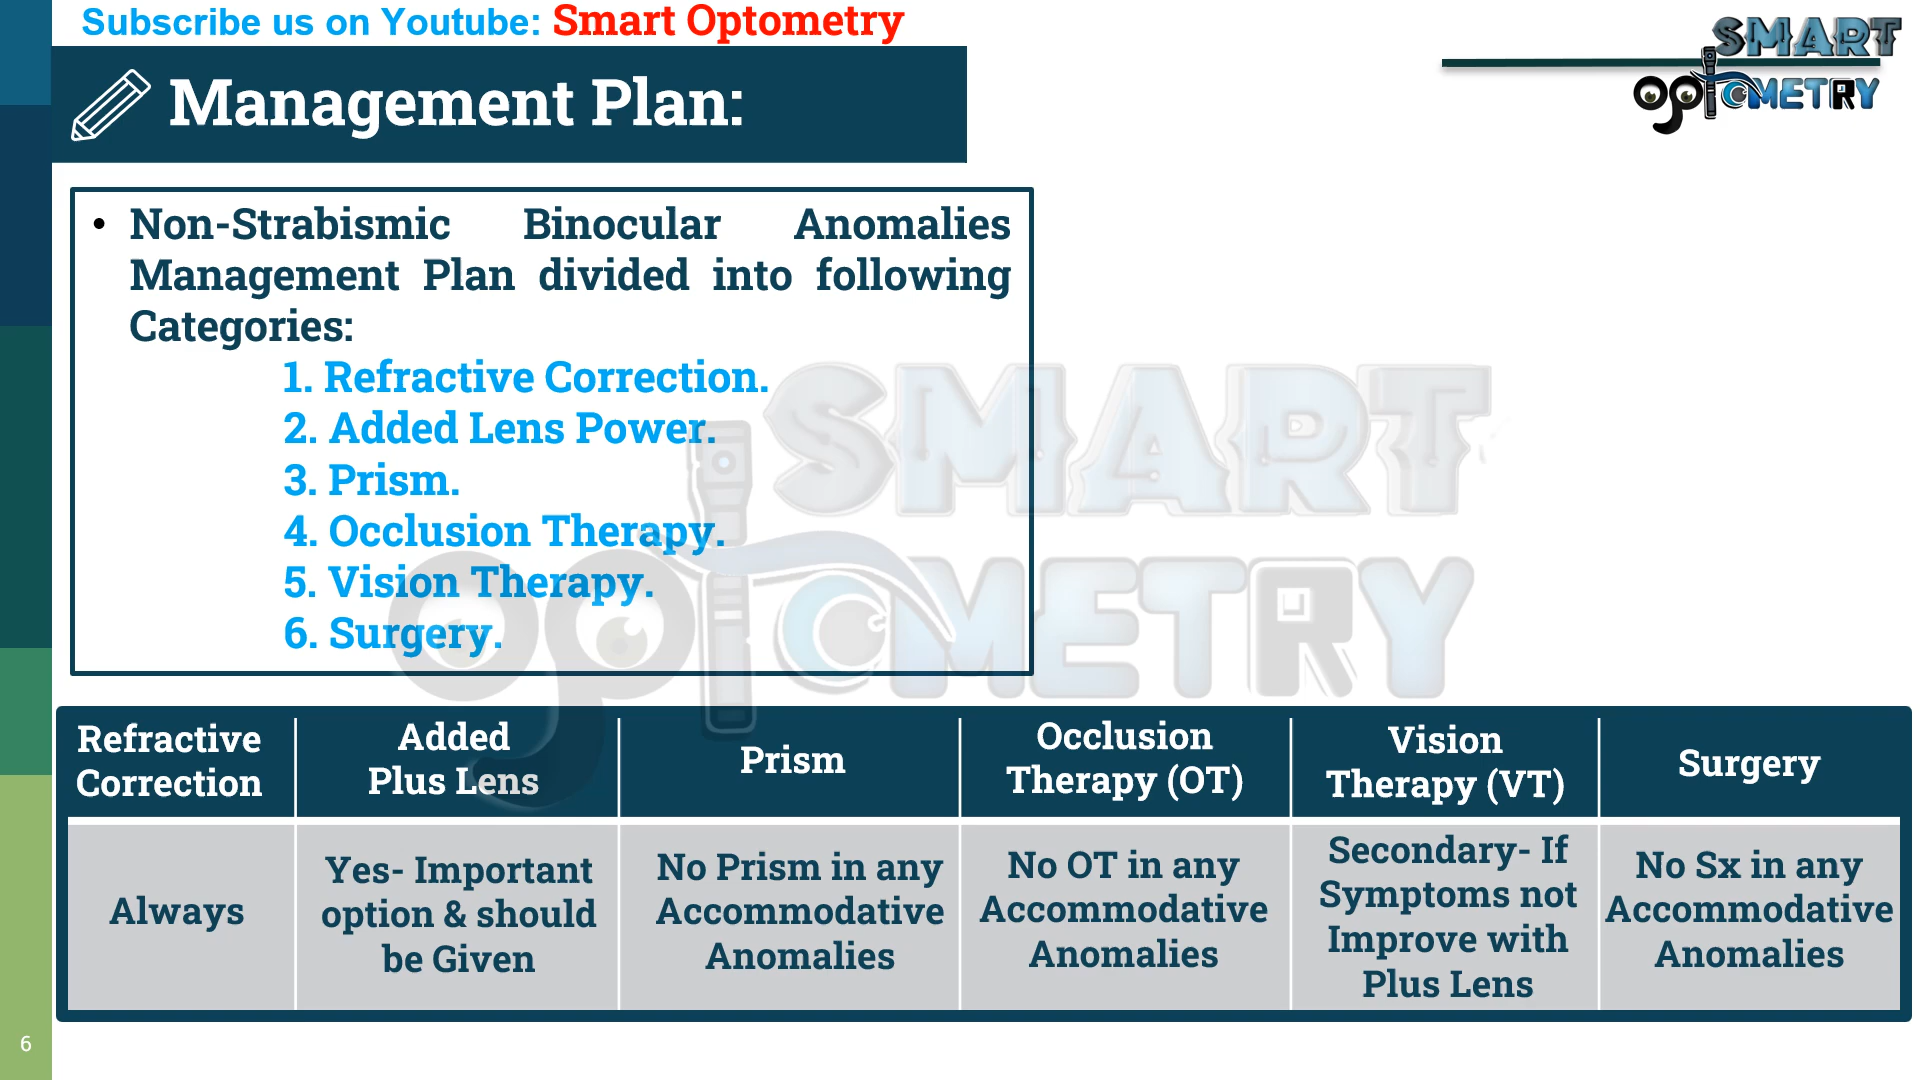 Subscribe us on Youtube: Smart Optometry
SMART
OptOMETRY
Management Plan:
• Non-Strabismic Binocular Anomalies
Management Plan divided into following
Categories:
1. Refractive Correction.
2. Added Lens Power.
3. Prism.
4. Occlusion Therapy.
5. Vision Therapy.
6. Surgery.
SMART
OptOMETRY
Refractive
Correction
Added
Plus Lens
Prism
Occlusion
Therapy (OT)
Vision
Therapy (VT)
Surgery
Always
Yes- Important
option & should
be Given
No Prism in any
Accommodative
Anomalies
No OT in any
Accommodative
Anomalies
Secondary- If
Symptoms not
Improve with
Plus Lens
No Sx in any
Accommodative
Anomalies
6